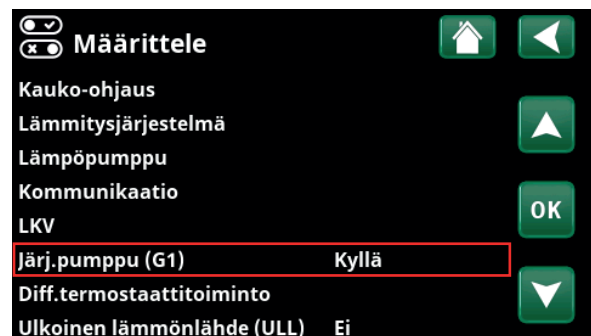 Määrittele
Kauko-ohjaus
Lämmitysjärjestelmä
Lämpöpumppu
Kommunikaatio
LKV
OK
Järj.pumppu (G1) Kyllä
Diff.termostaattitoiminto
Ulkoinen lämmönlähde (ULL) Ei